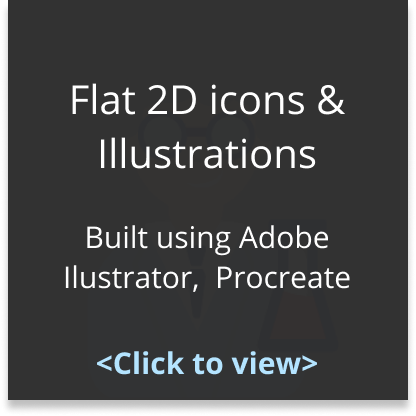 Flat 2D icons &
Illustrations
Built using Adobe
Ilustrator,  Procreate
<Click to view>